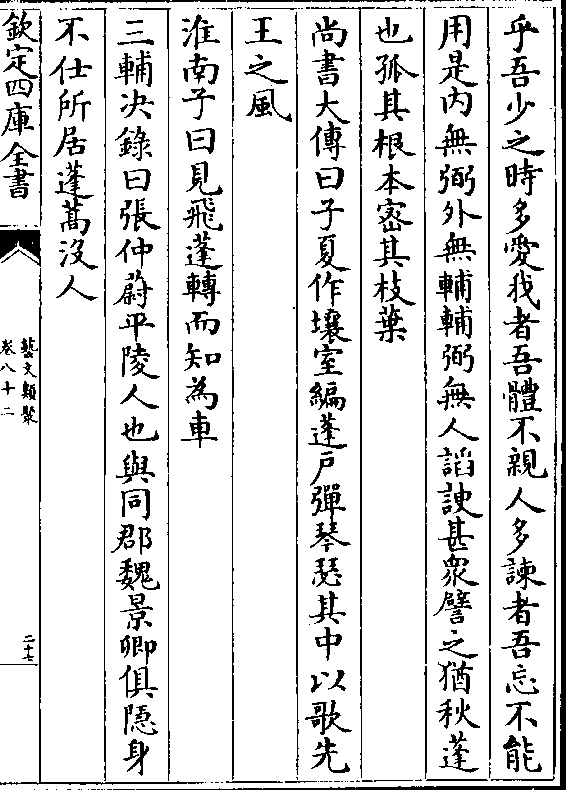 乎吾少之時多愛我者吾體不親人多諫者吾忘不能
用是内無弼外無輔輔弼無人謟諛甚衆譬之猶秋蓬
也孤其根本密其枝葉
尚書大傳曰子夏作壤室編蓬戸彈琴瑟其中以歌先
王之風
淮南子曰見飛蓬轉而知為車
三輔决錄曰張仲蔚平陵人也與同郡魏景卿俱隠身
不仕所居蓬蒿沒人
欽定四庫全書
藝文類聚
卷八十二
二十七